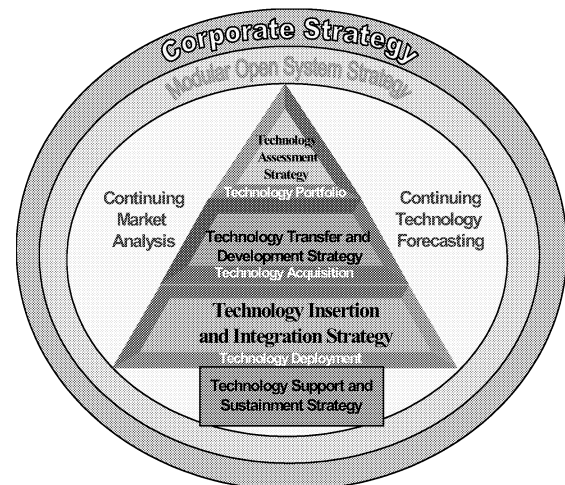 Corporate Strategy
Modular Open System Strategy
Technology
Assessment
Strategy
Technology Portfolio
Continuing
Market
Analysis
Continuing
Technology
Forecasting
Technology Transfer and
Development Strategy
Technology Acquisition
Technology Insertion
and Integration Strategy
Technology Deployment
Technology Support and
Sustainment Strategy